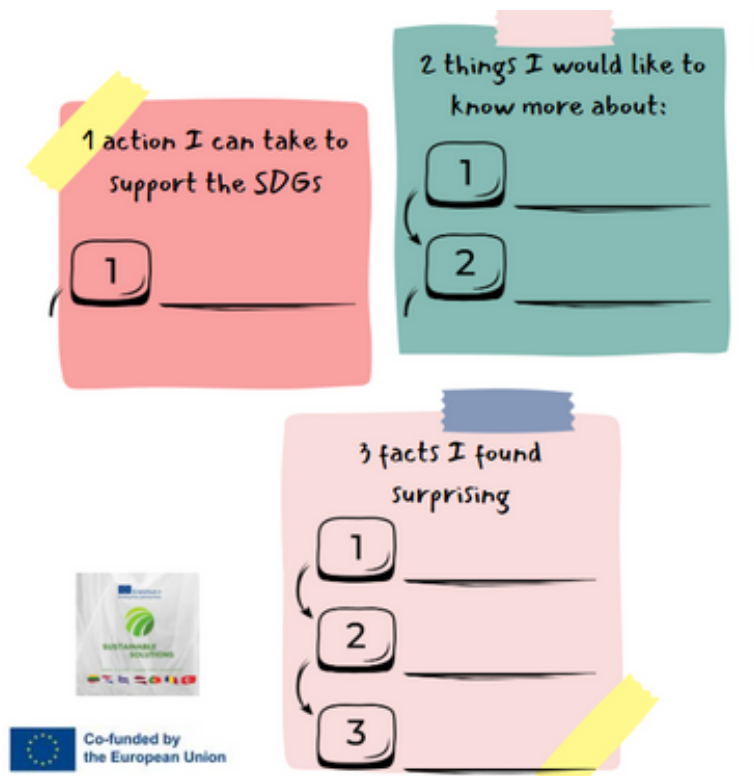 1 action I can take to
support the SDGs
1
2 things I would like to
know more about:
1
2
3 facts I found
surprising
1
2
3
SUSTAINABLE
SOLUTIONS
Co-funded by
the European Union